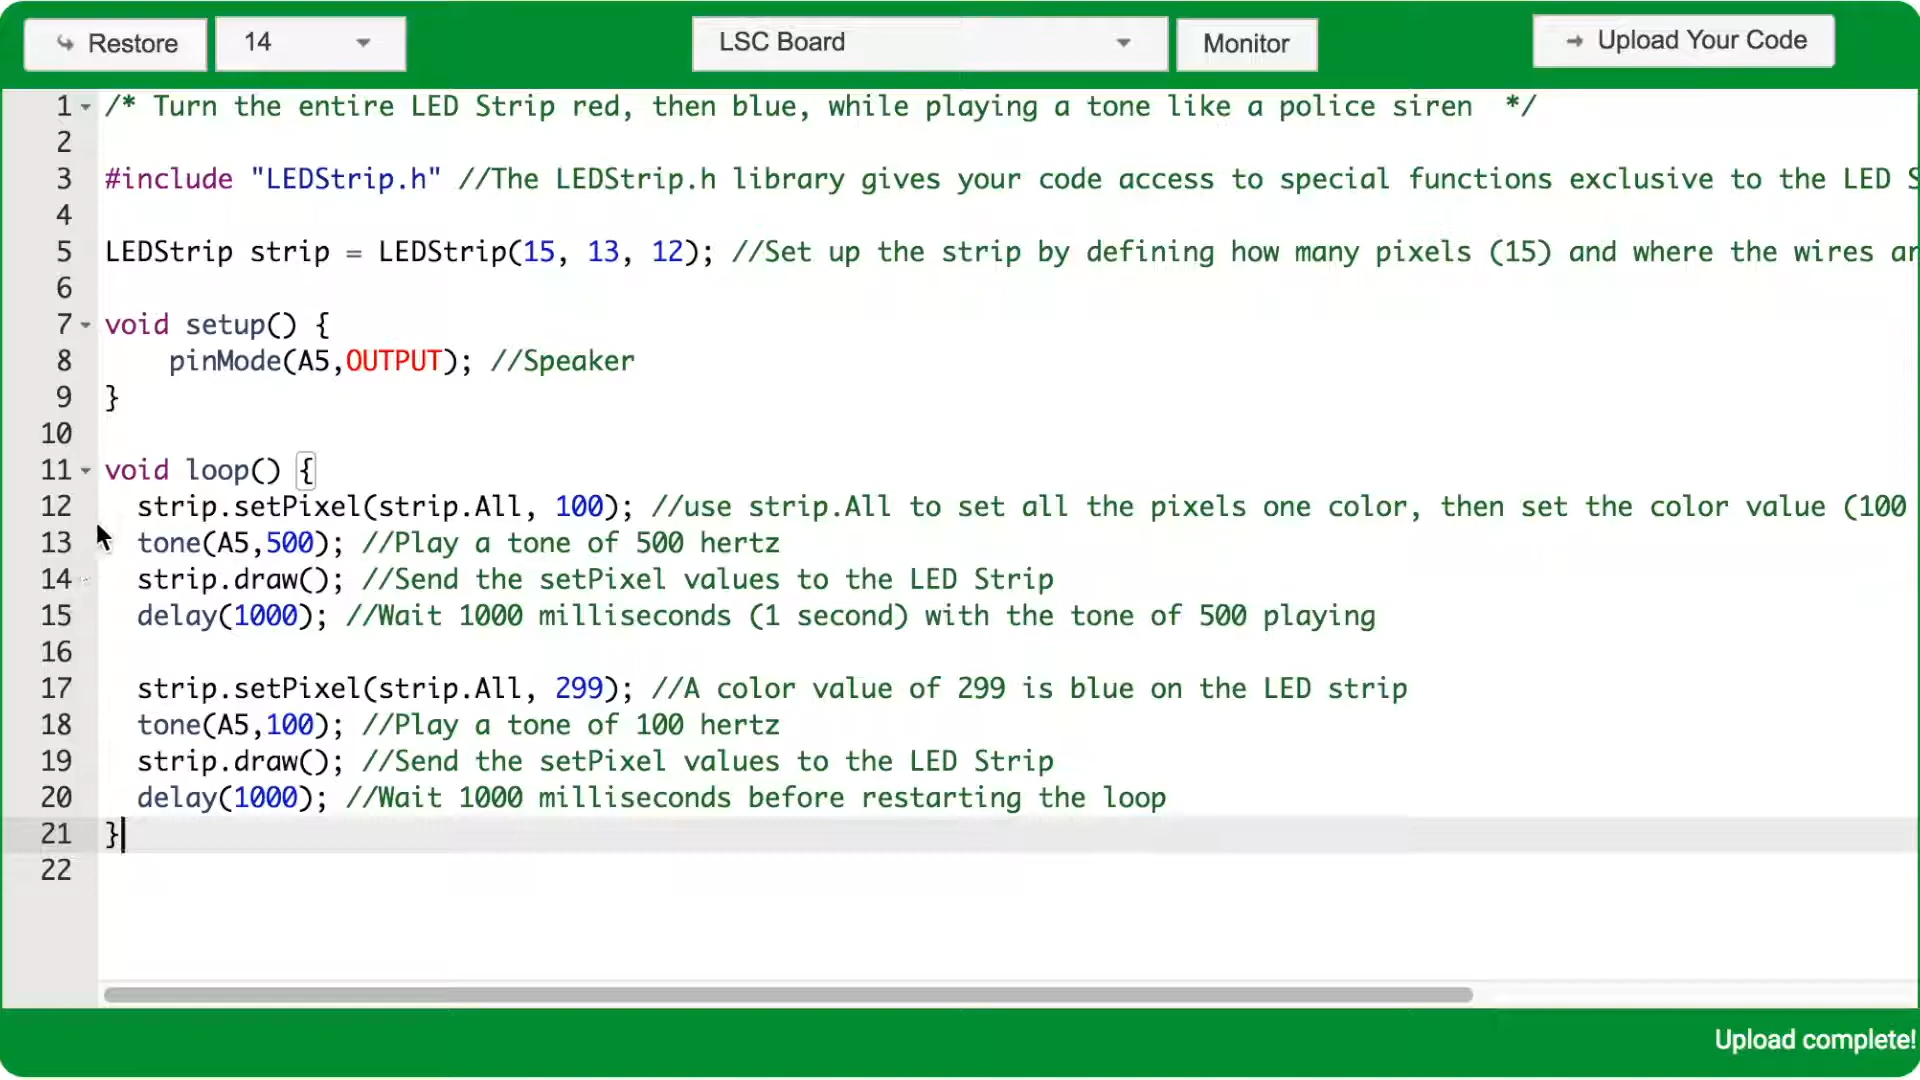 Restore 14 LSC Board Monitor Upload Your Code
1 /* Turn the entire LED Strip red, then blue, while playing a tone like a police siren  */
2
3 #include "LEDStrip.h" //The LEDStrip.h library gives your code access to special functions exclusive to the LED
4
5 LEDStrip strip = LEDStrip(15, 13, 12); //Set up the strip by defining how many pixels (15) and where the wires
6
7 void setup() {
8     pinMode(A5,OUTPUT); //Speaker
9 }
10
11 void loop() {
12   strip.setPixel(strip.All, 100); //use strip.All to set all the pixels one color, then set the color value (100
13   tone(A5,500); //Play a tone of 500 hertz
14   strip.draw(); //Send the setPixel values to the LED Strip
15   delay(1000); //Wait 1000 milliseconds (1 second) with the tone of 500 playing
16
17   strip.setPixel(strip.All, 299); //A color value of 299 is blue on the LED strip
18   tone(A5,100); //Play a tone of 100 hertz
19   strip.draw(); //Send the setPixel values to the LED Strip
20   delay(1000); //Wait 1000 milliseconds before restarting the loop
21 }
22
Upload complete!